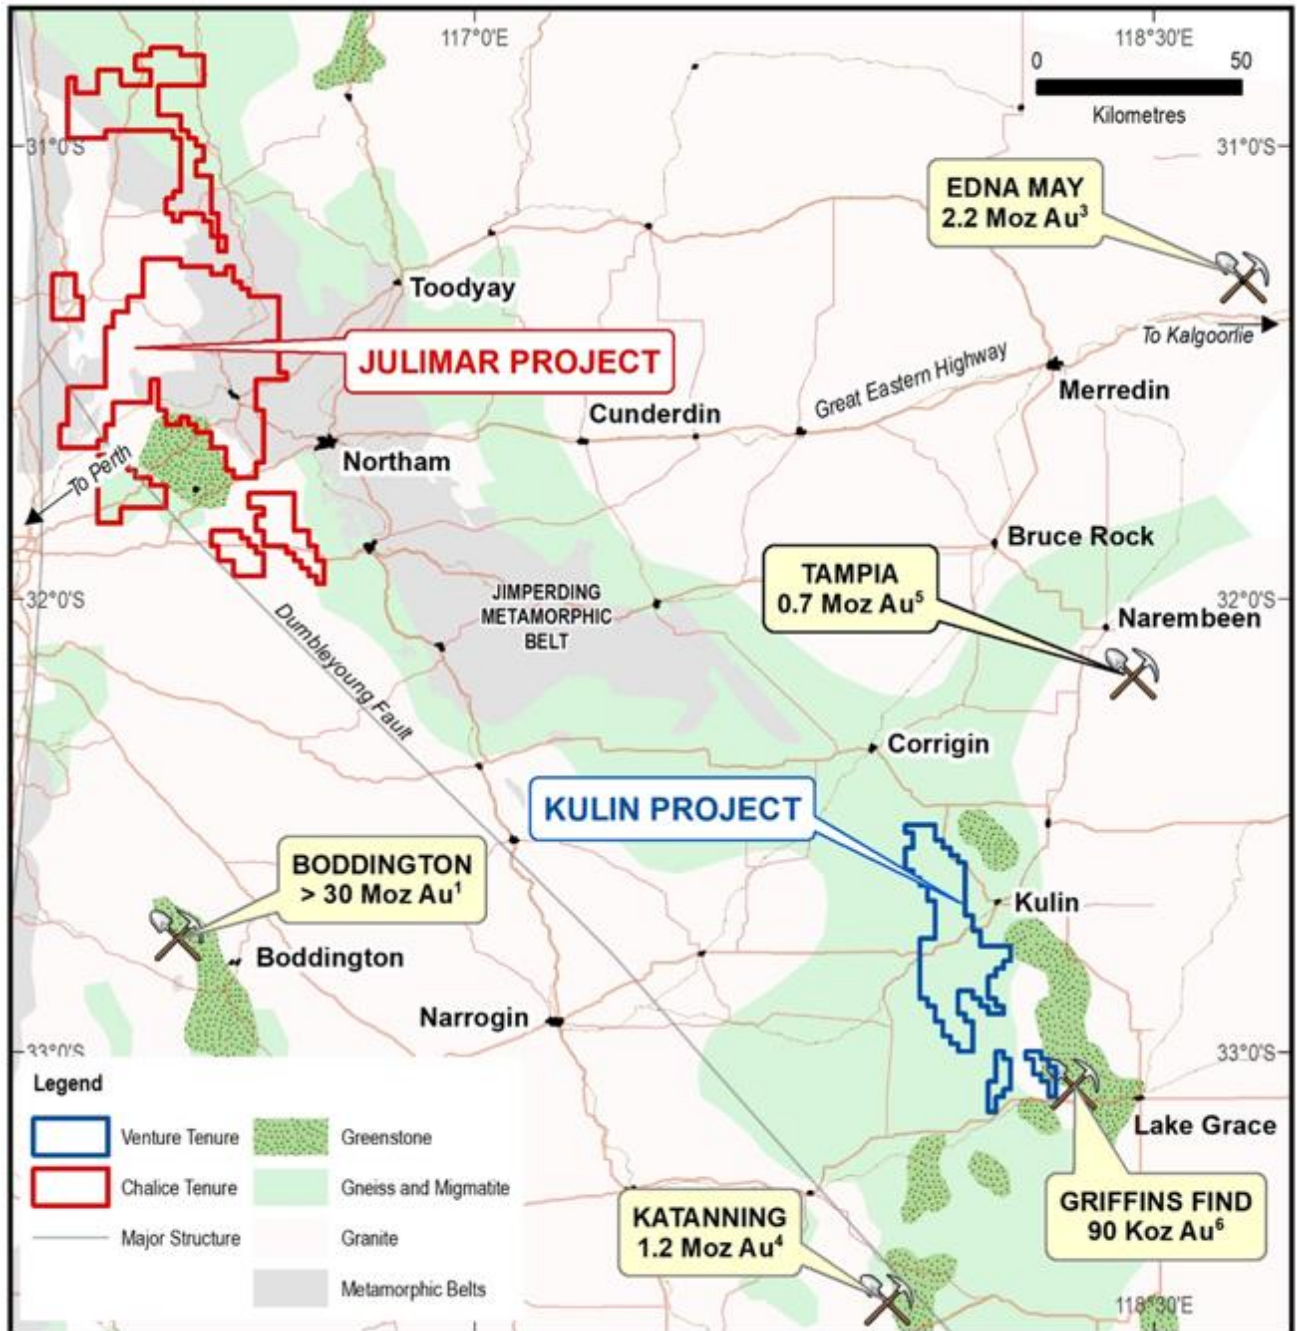 117°0'E
118°30'E
0 50
Kilometres
31°0'S
31°0'S
EDNA MAY
2.2 Moz Au³
Toodyay
To Kalgoorlie
JULIMAR PROJECT
Great Eastern Highway
Merredin
Cunderdin
Northam
To Perth
Bruce Rock
TAMPIA
0.7 Moz Au⁵
JIMPERDING
METAMORPHIC
BELT
32°0'S
Narembeen
Dumbleyoung Fault
Corrigin
KULIN PROJECT
BODDINGTON
> 30 Moz Au¹
Kulin
Boddington
Narrogin
33°0'S
33°0'S
Legend
Venture Tenure
Greenstone
Chalice Tenure
Gneiss and Migmatite
Major Structure
Granite
Metamorphic Belts
Lake Grace
KATANNING
1.2 Moz Au⁴
GRIFFINS FIND
90 Koz Au⁶
118°30'E